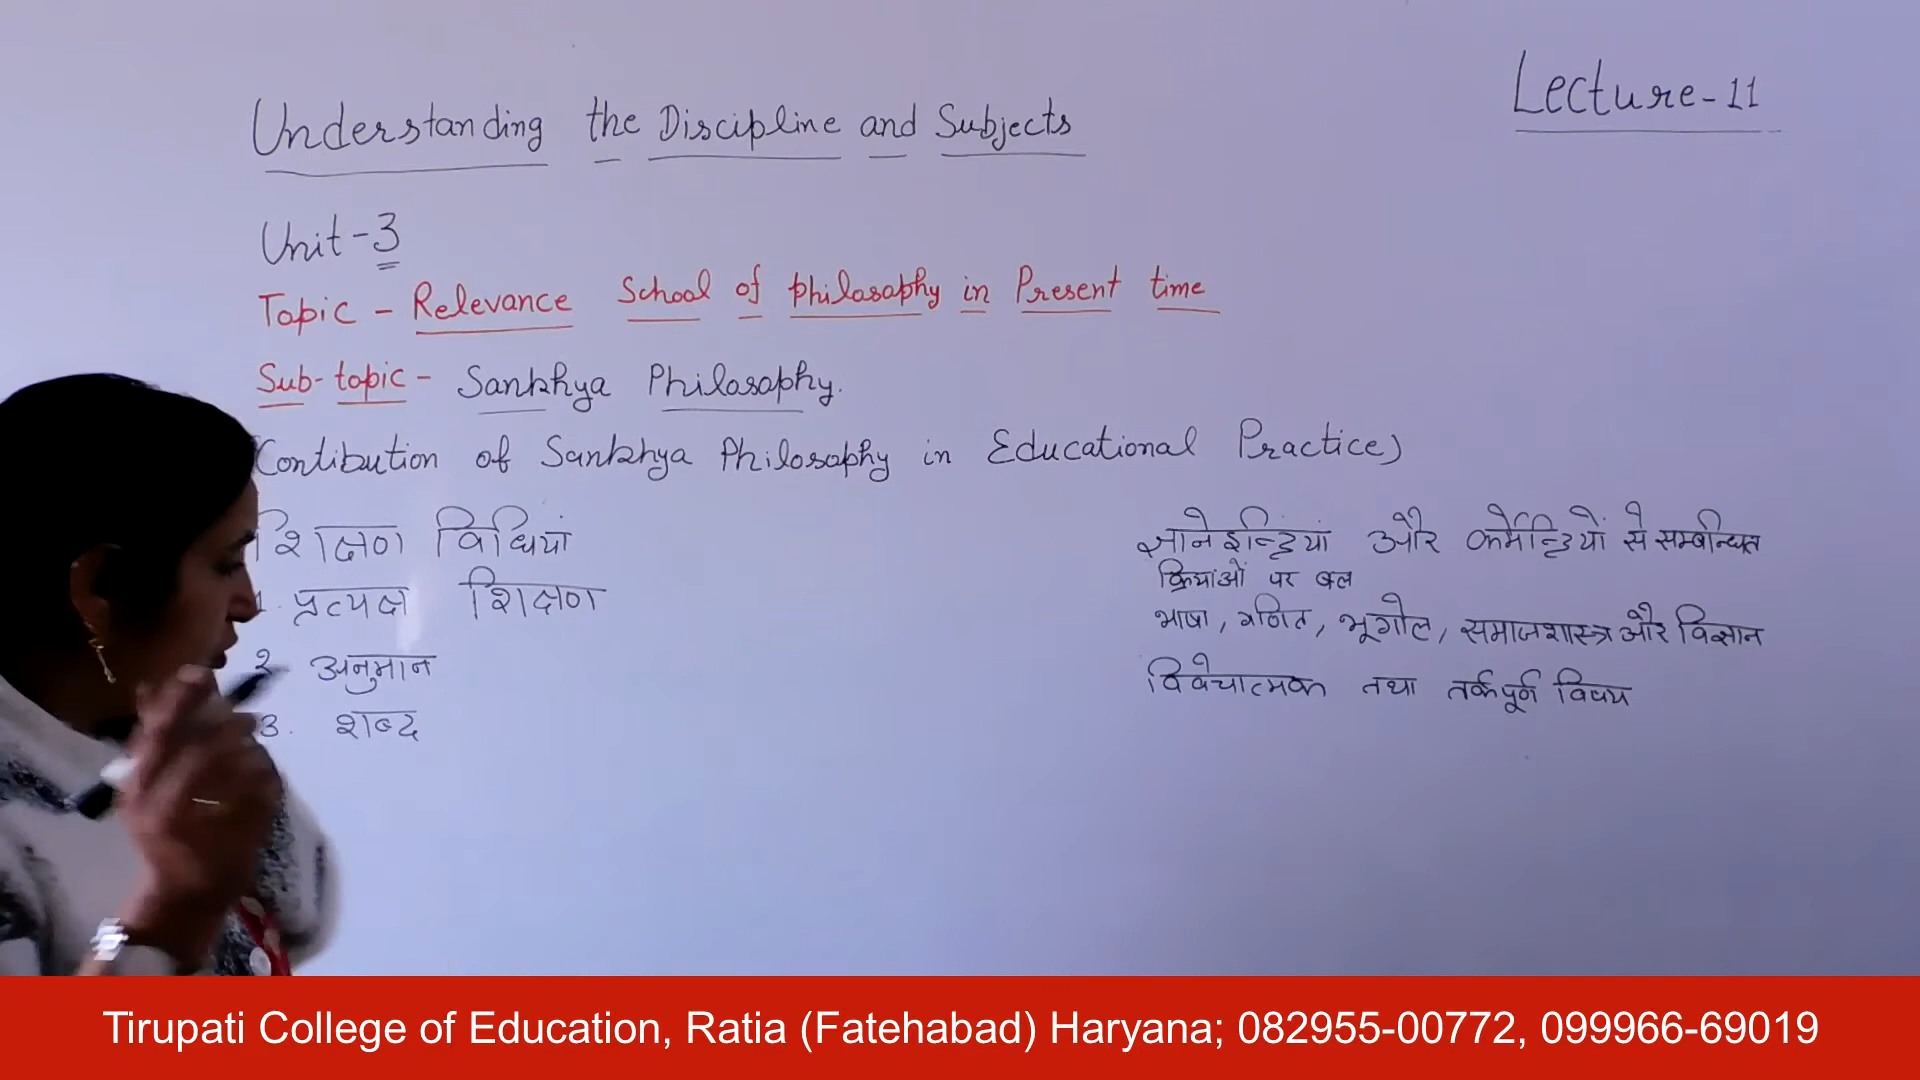 Understanding the Discipline and Subjects
Lecture-11
Unit-3
Topic - Relevance School of Philosaphy in Present time
Sub-topic- Sankhya Philosaphy.
Contibution of Sankhya Philosophy in Educational Practice)
शिक्षण विधियां
1. प्रत्यक्ष शिक्षण
2 अनुमान
3. शब्द
ज्ञानेइन्द्रियां और कर्मेन्द्रियों से सम्बन्धित
क्रियांओं पर बल
भाषा, गणित, भूगोल, समाजशास्त्र और विज्ञान
विवेचात्मक तथा तर्कपूर्ण विषय
Tirupati College of Education, Ratia (Fatehabad) Haryana; 082955-00772, 099966-69019